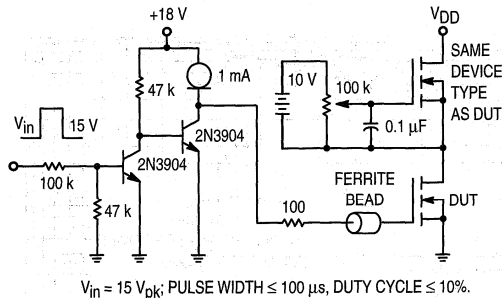 +18 V
VDD
SAME
DEVICE
TYPE
AS DUT
47 k
1 mA
10 V
100 k
Vin
15 V
2N3904
0.1 µF
2N3904
100 k
47 k
FERRITE
BEAD
DUT
100
Vin = 15 Vpk; PULSE WIDTH ≤ 100 µs, DUTY CYCLE ≤ 10%.